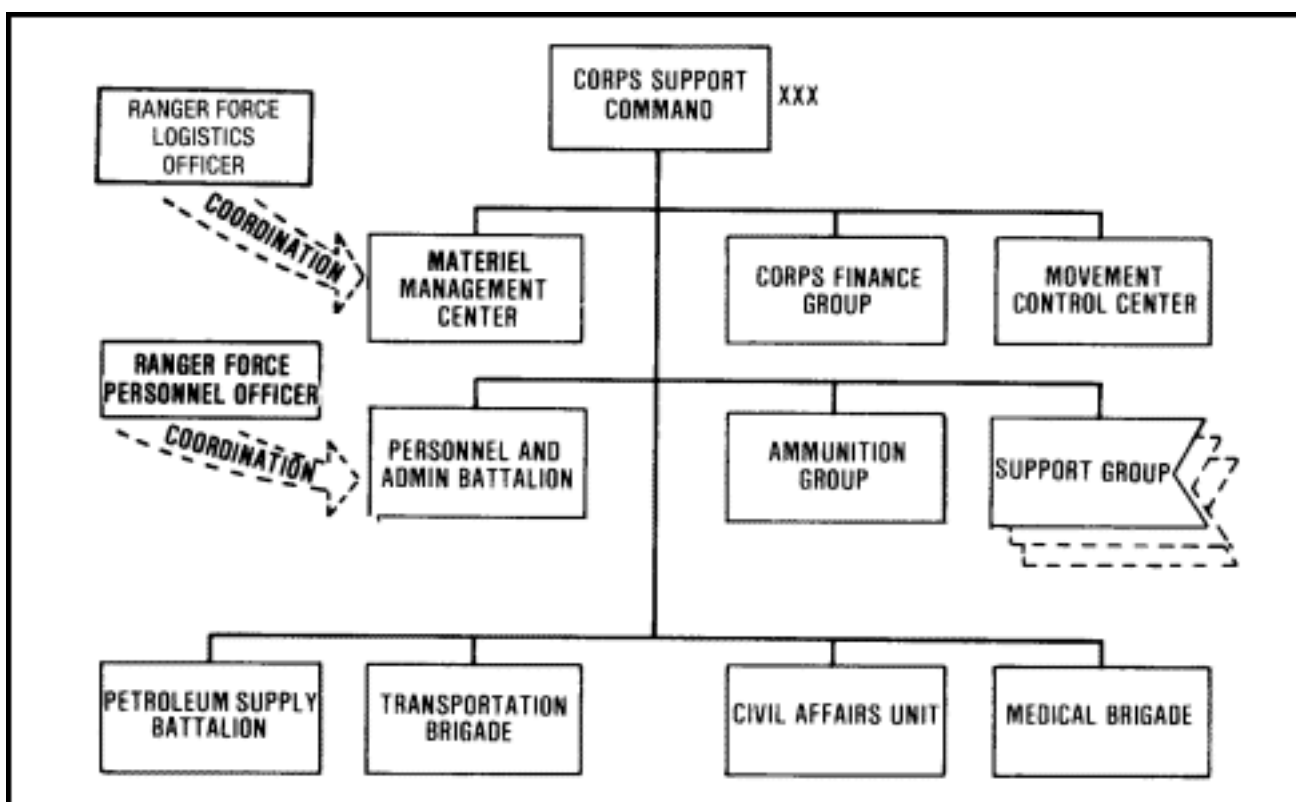 CORPS SUPPORT
COMMAND
XXX
RANGER FORCE
LOGISTICS
OFFICER
COORDINATION
MATERIEL
MANAGEMENT
CENTER
CORPS FINANCE
GROUP
MOVEMENT
CONTROL CENTER
RANGER FORCE
PERSONNEL OFFICER
COORDINATION
PERSONNEL AND
ADMIN BATTALION
AMMUNITION
GROUP
SUPPORT GROUP
PETROLEUM SUPPLY
BATTALION
TRANSPORTATION
BRIGADE
CIVIL AFFAIRS UNIT
MEDICAL BRIGADE